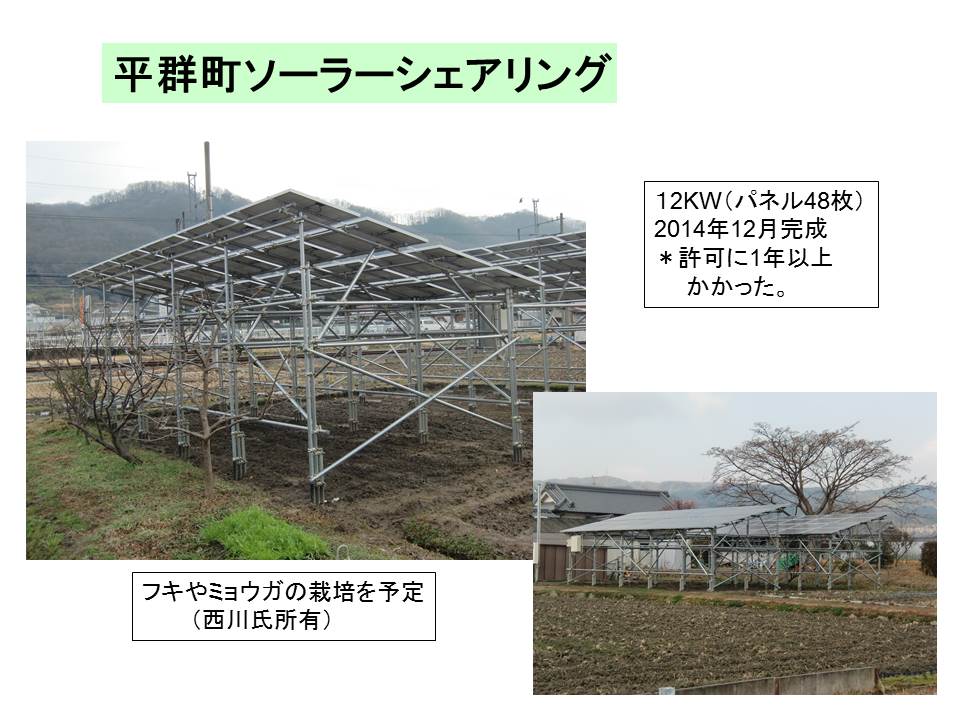 平群町ソーラーシェアリング
12KW（パネル48枚）
2014年12月完成
＊許可に1年以上
かかった。
フキやミョウガの栽培を予定
（西川氏所有）